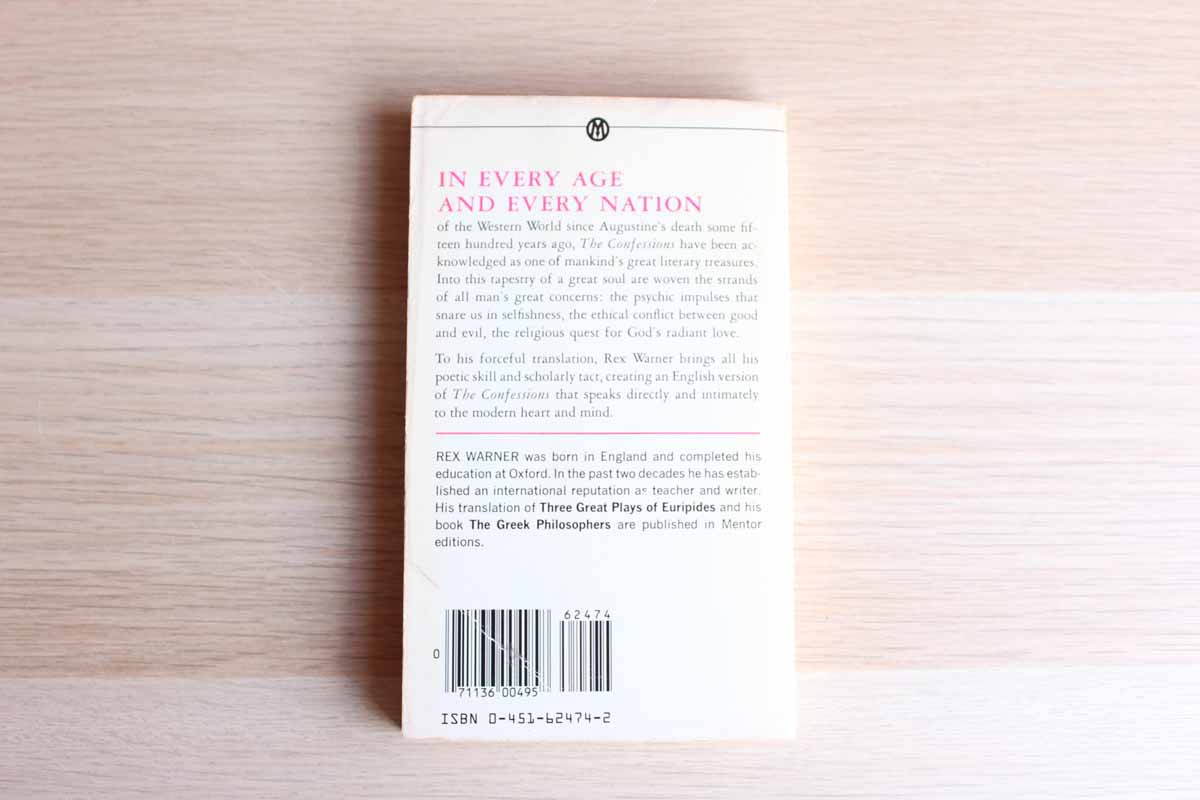 M
IN EVERY AGE
AND EVERY NATION
of the Western World since Augustine's death some fif-
teen hundred years ago, The Confessions have been ac-
knowledged as one of mankind's great literary treasures.
Into this tapestry of a great soul are woven the strands
of all man's great concerns: the psychic impulses that
snare us in selfishness, the ethical conflict between good
and evil, the religious quest for God's radiant love.
To his forceful translation, Rex Warner brings all his
poetic skill and scholarly tact, creating an English version
of The Confessions that speaks directly and intimately
to the modern heart and mind.
REX WARNER was born in England and completed his
education at Oxford. In the past two decades he has estab-
lished an international reputation as teacher and writer.
His translation of Three Great Plays of Euripides and his
book The Greek Philosophers are published in Mentor
editions.
62474
0
71136 00495
ISBN 0-451-62474-2